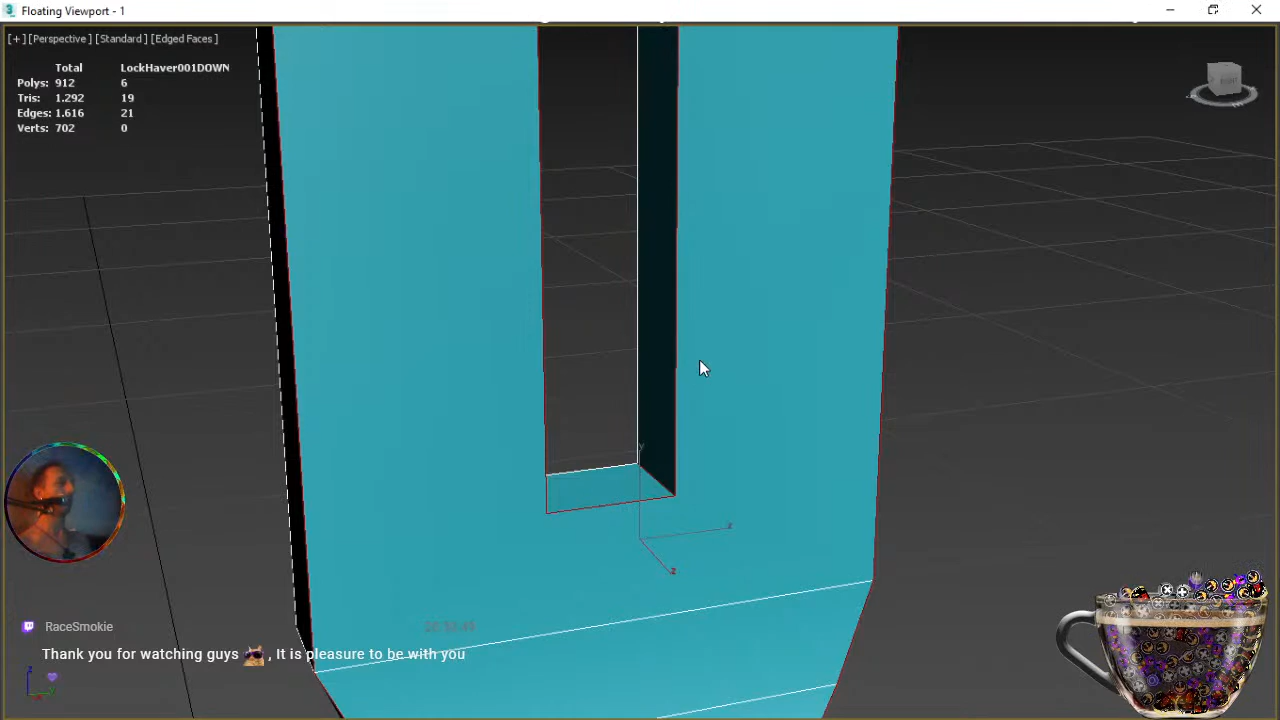 Floating Viewport - 1
[+] [Perspective ] [Standard ] [Edged Faces ]
Total LockHaver001DOWN
Polys: 912 6
Tris: 1.292 19
Edges: 1.616 21
Verts: 702 0
y
z
RaceSmokie
Thank you for watching guys , It is pleasure to be with you